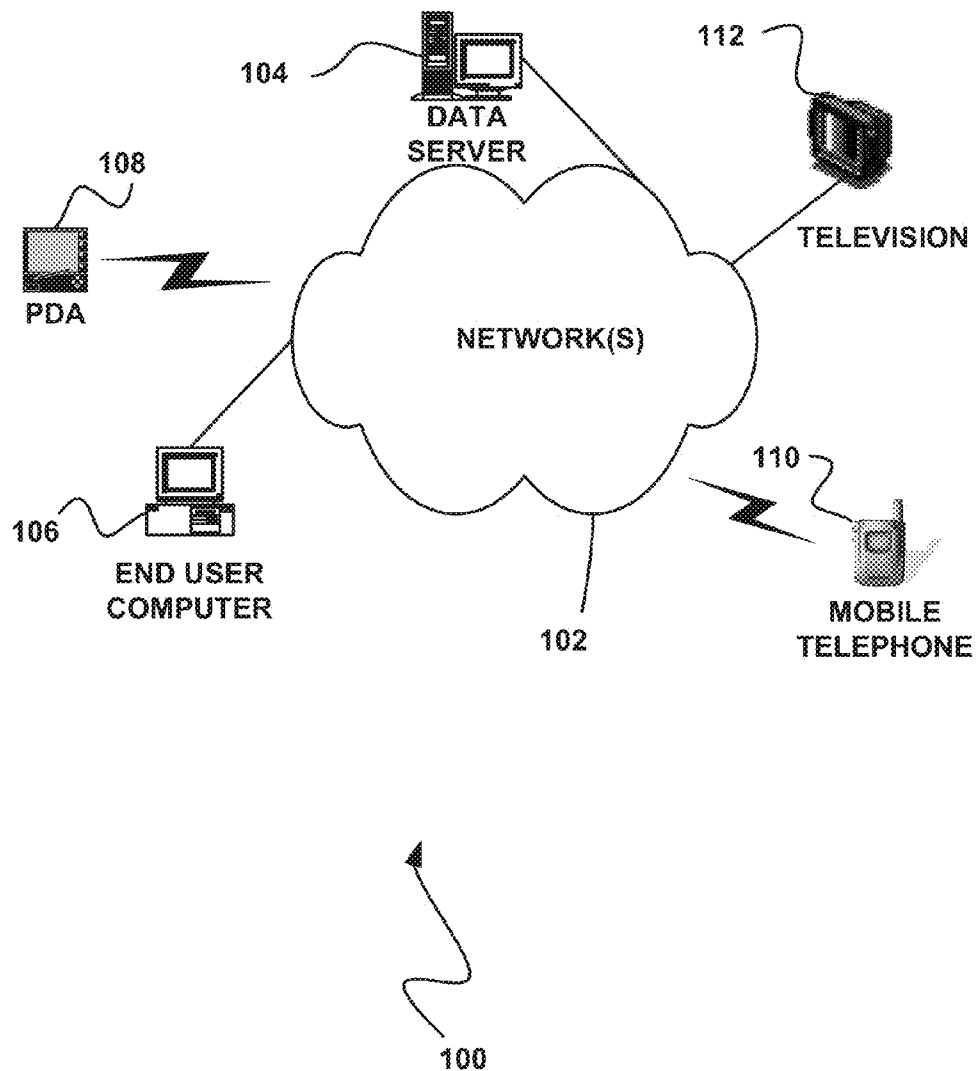 104
DATA
SERVER
112
TELEVISION
108
PDA
NETWORK(S)
106
END USER
COMPUTER
110
MOBILE
TELEPHONE
102
100